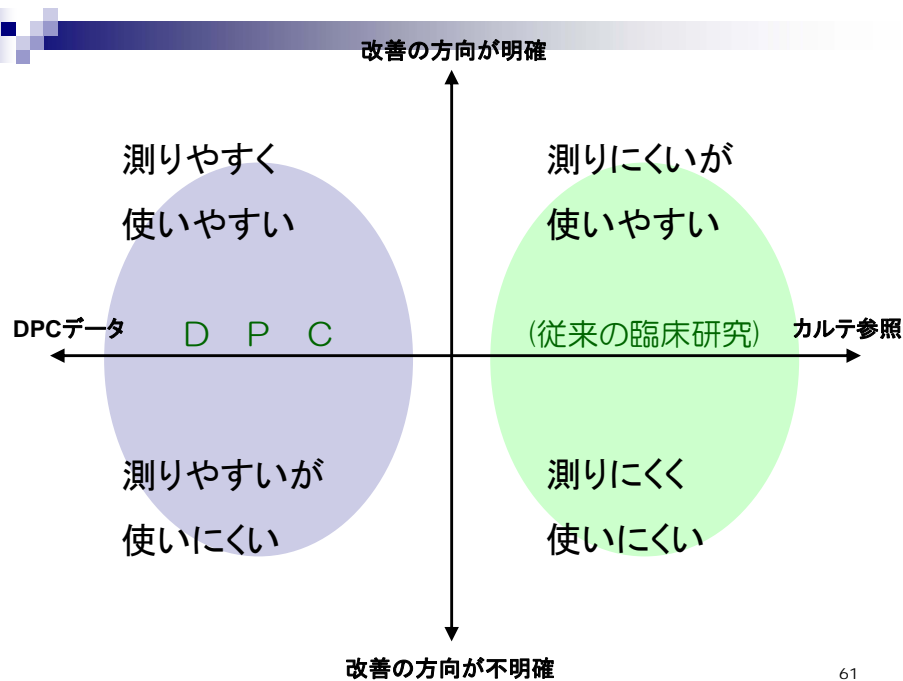 改善の方向が明確
測りやすく
使いやすい
測りにくいが
使いやすい
DPCデータ
D P C
(従来の臨床研究)
カルテ参照
測りやすいが
使いにくい
測りにくく
使いにくい
改善の方向が不明確
61